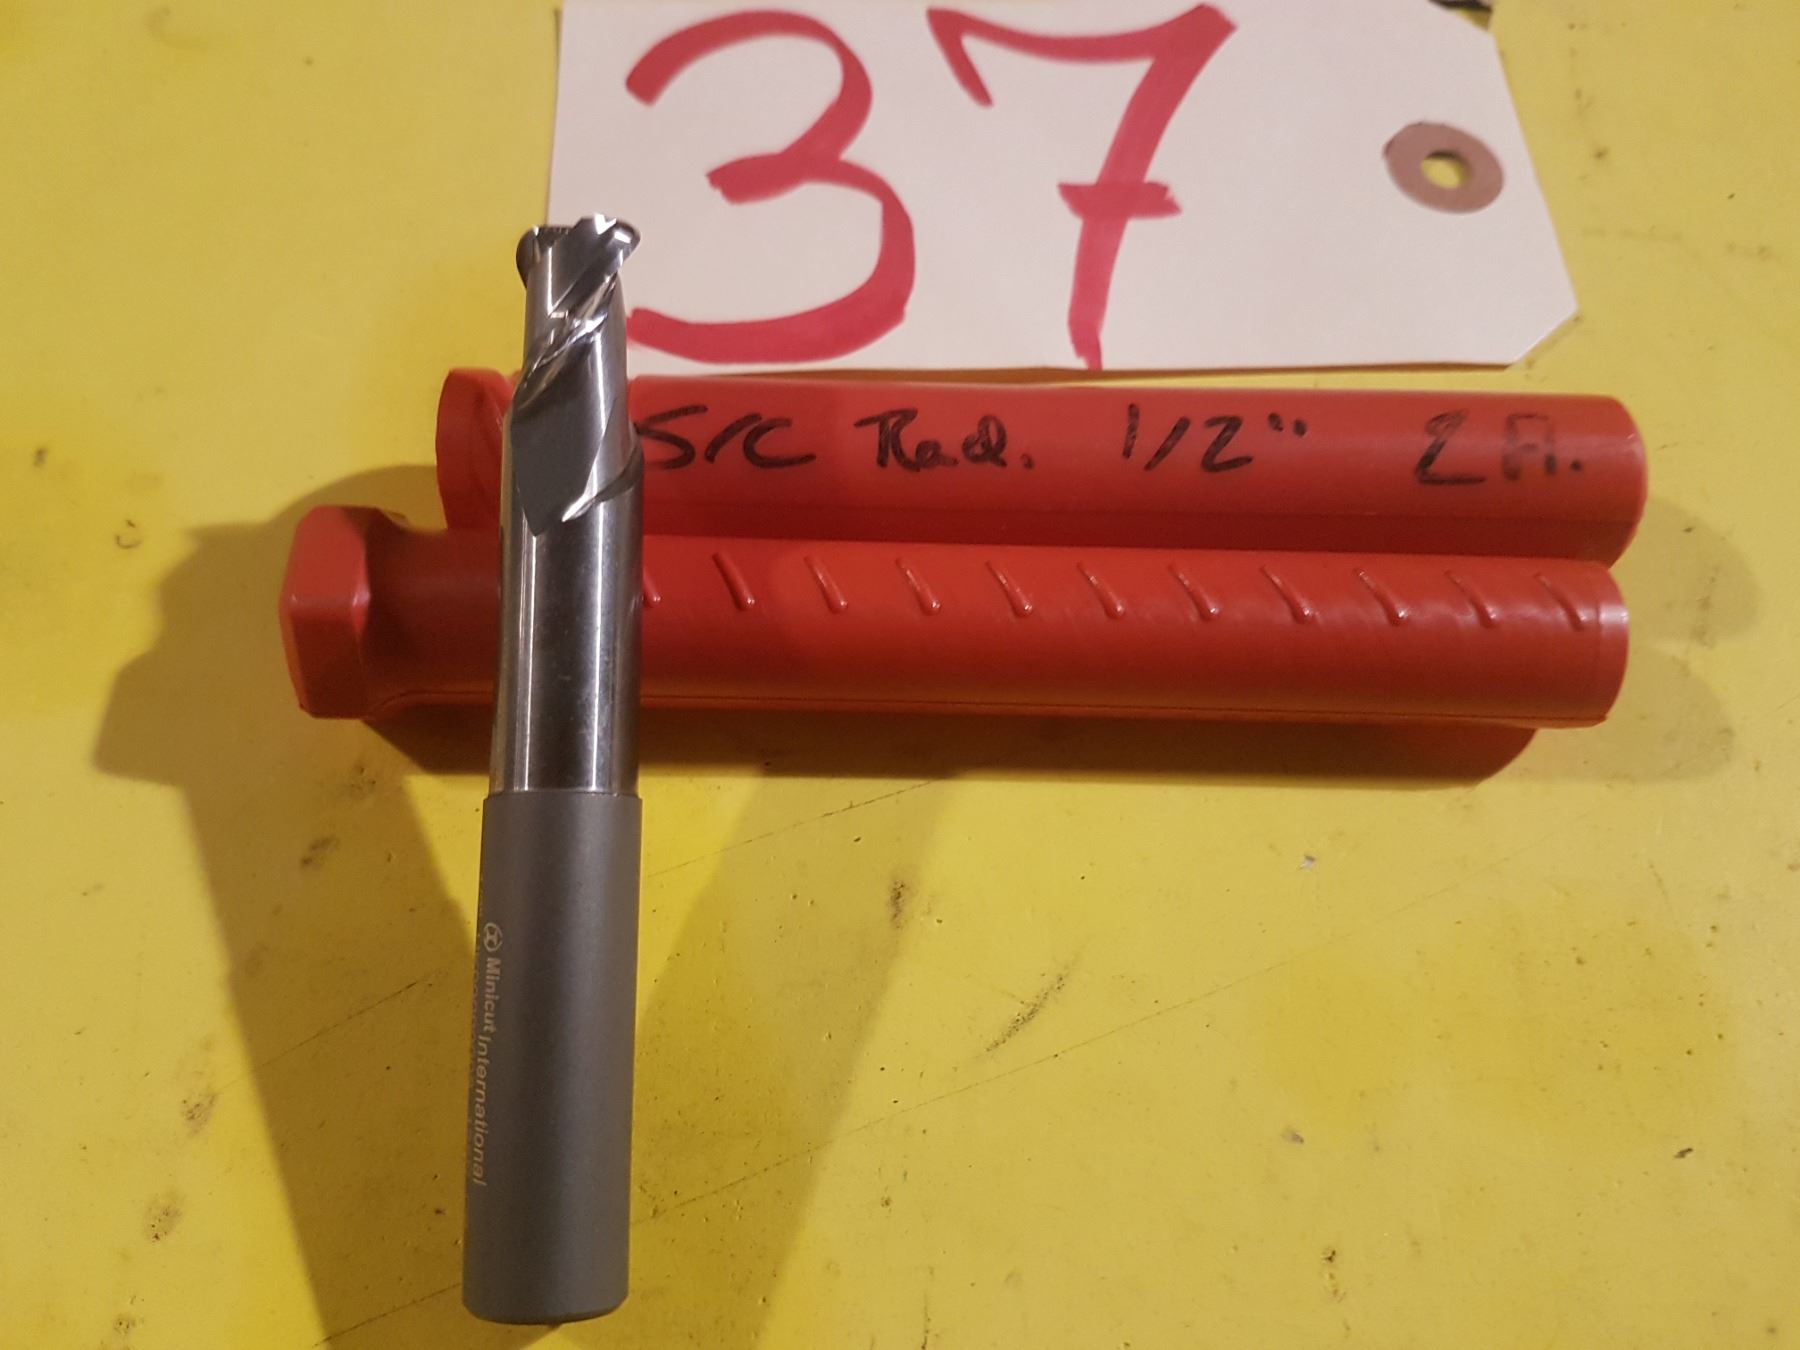 37
S/C Rad. 1/2" 2 Fl.
Minicut International